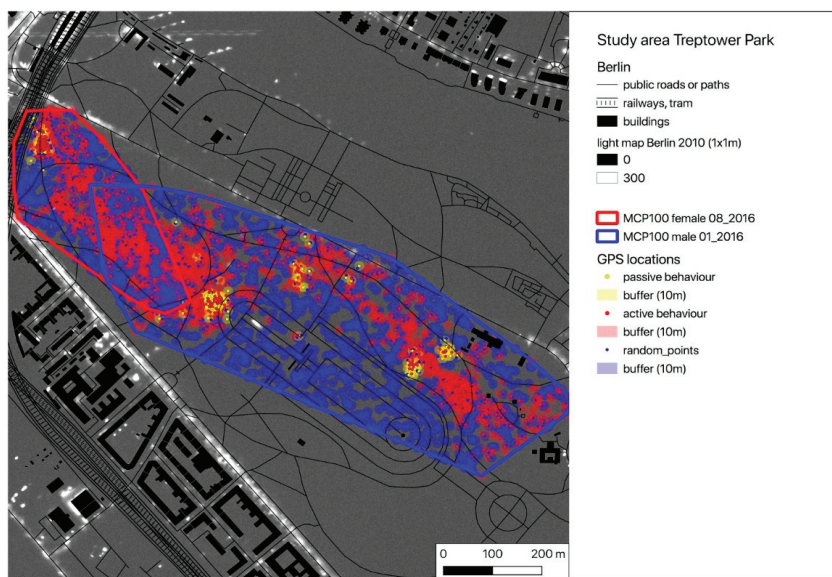 Study area Treptower Park
Berlin
public roads or paths
railways, tram
buildings
light map Berlin 2010 (1x1m)
0
300
MCP100 female 08_2016
MCP100 male 01_2016
GPS locations
passive behaviour
buffer (10m)
active behaviour
buffer (10m)
random_points
buffer (10m)
0 100 200 m